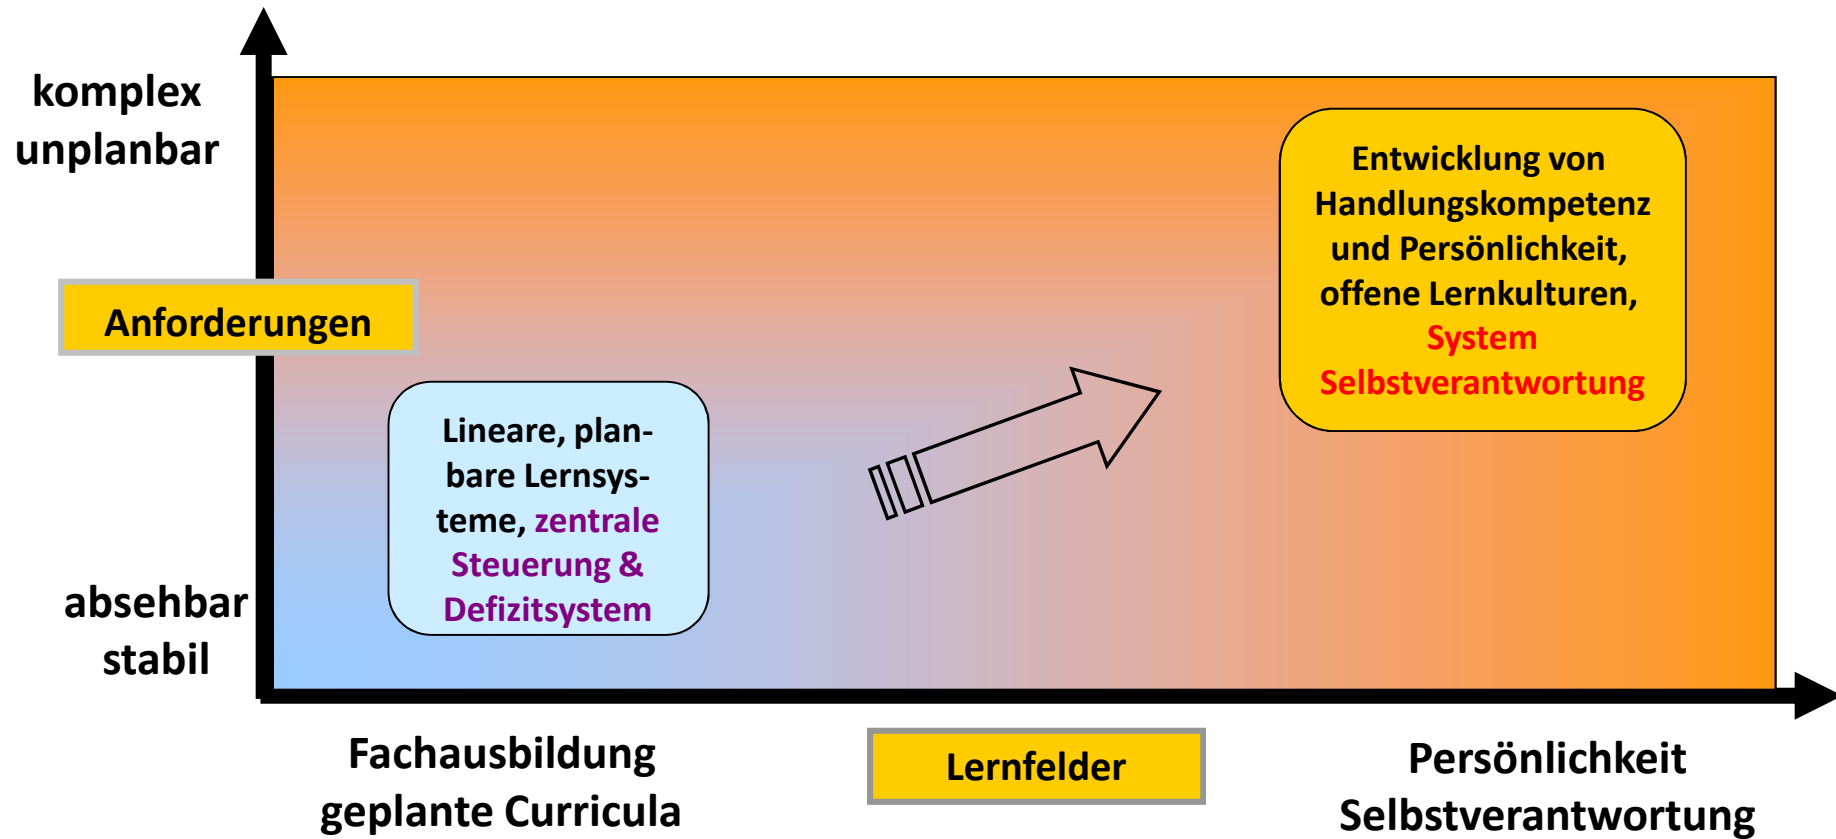 komplex
unplanbar
Anforderungen
absehbar
stabil
Lineare, plan-
bare Lernsys-
teme, zentrale
Steuerung &
Defizitsystem
Entwicklung von
Handlungskompetenz
und Persönlichkeit,
offene Lernkulturen,
System
Selbstverantwortung
Fachausbildung
geplante Curricula
Lernfelder
Persönlichkeit
Selbstverantwortung